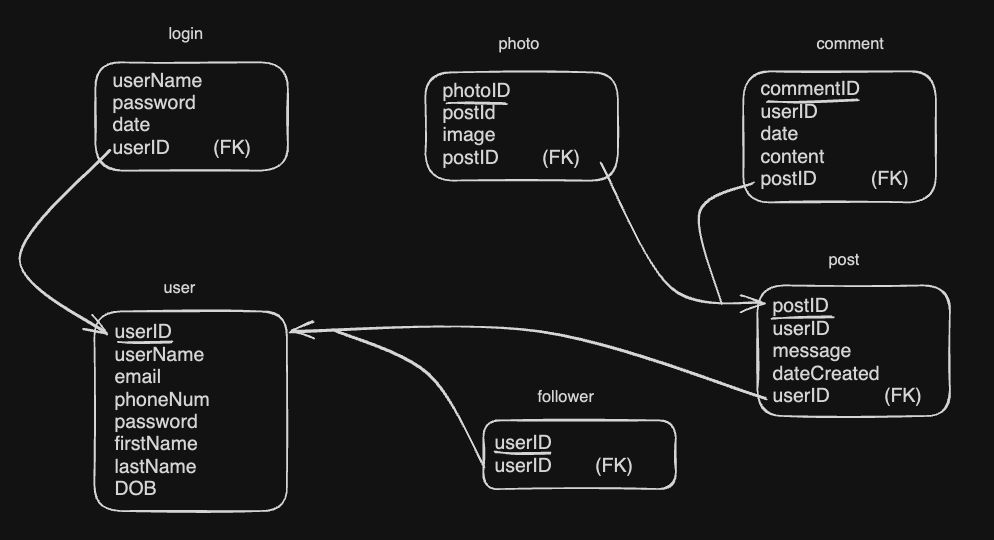 login
userName
password
date
userID (FK)
photo
photoID
postId
image
postID (FK)
comment
commentID
userID
date
content
postID (FK)
user
userID
userName
email
phoneNum
password
firstName
lastName
DOB
follower
userID
userID (FK)
post
postID
userID
message
dateCreated
userID (FK)